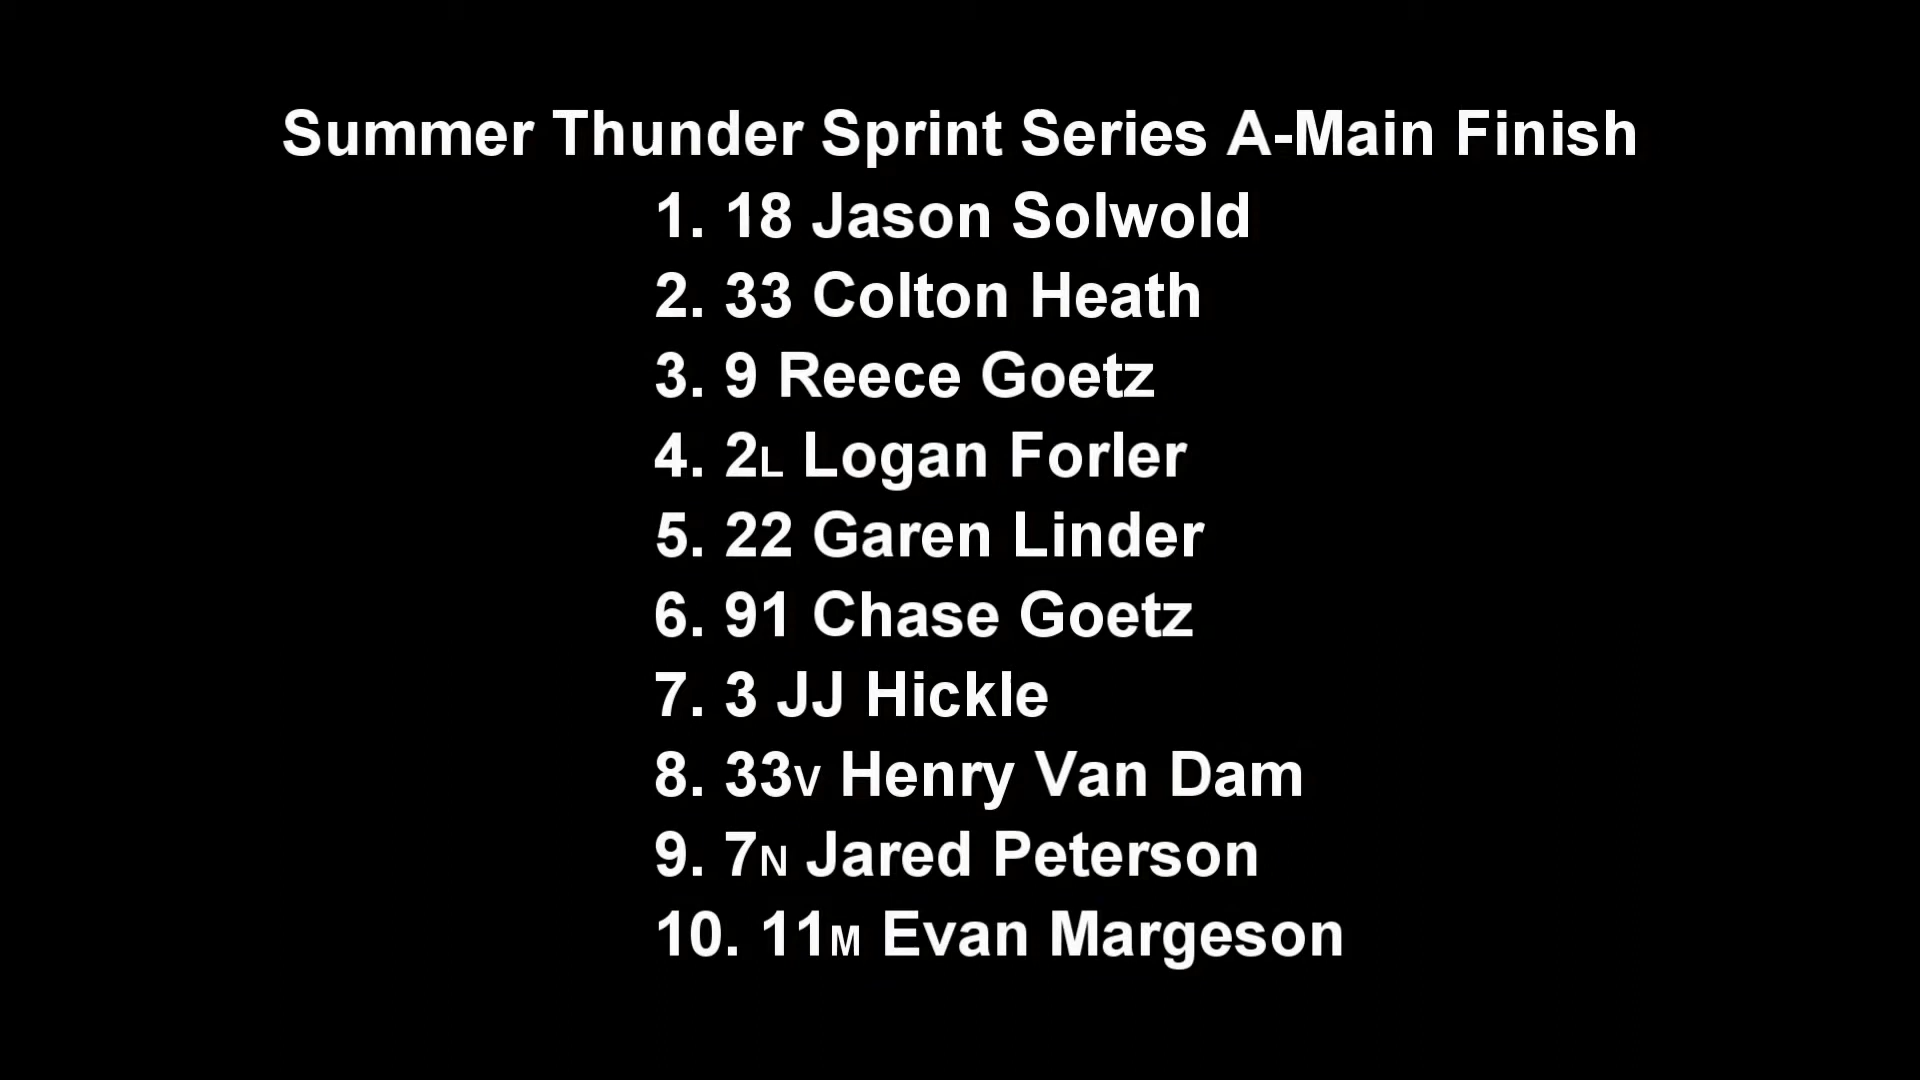 Summer Thunder Sprint Series A-Main Finish
1. 18 Jason Solwold
2. 33 Colton Heath
3. 9 Reece Goetz
4. 2L Logan Forler
5. 22 Garen Linder
6. 91 Chase Goetz
7. 3 JJ Hickle
8. 33V Henry Van Dam
9. 7N Jared Peterson
10. 11M Evan Margeson